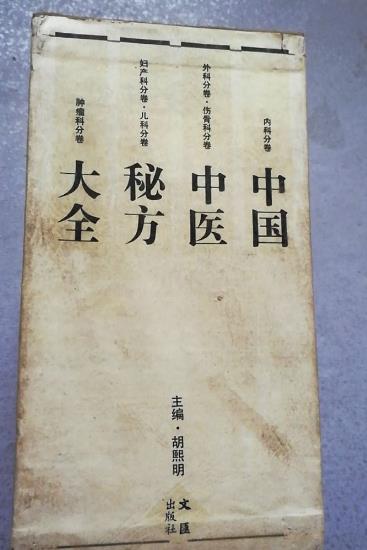 内科分卷
外科分卷·伤骨科分卷
妇产科分卷·儿科分卷
肿瘤科分卷
中国
中医
秘方
大全
主编·胡熙明
文匯
出版社